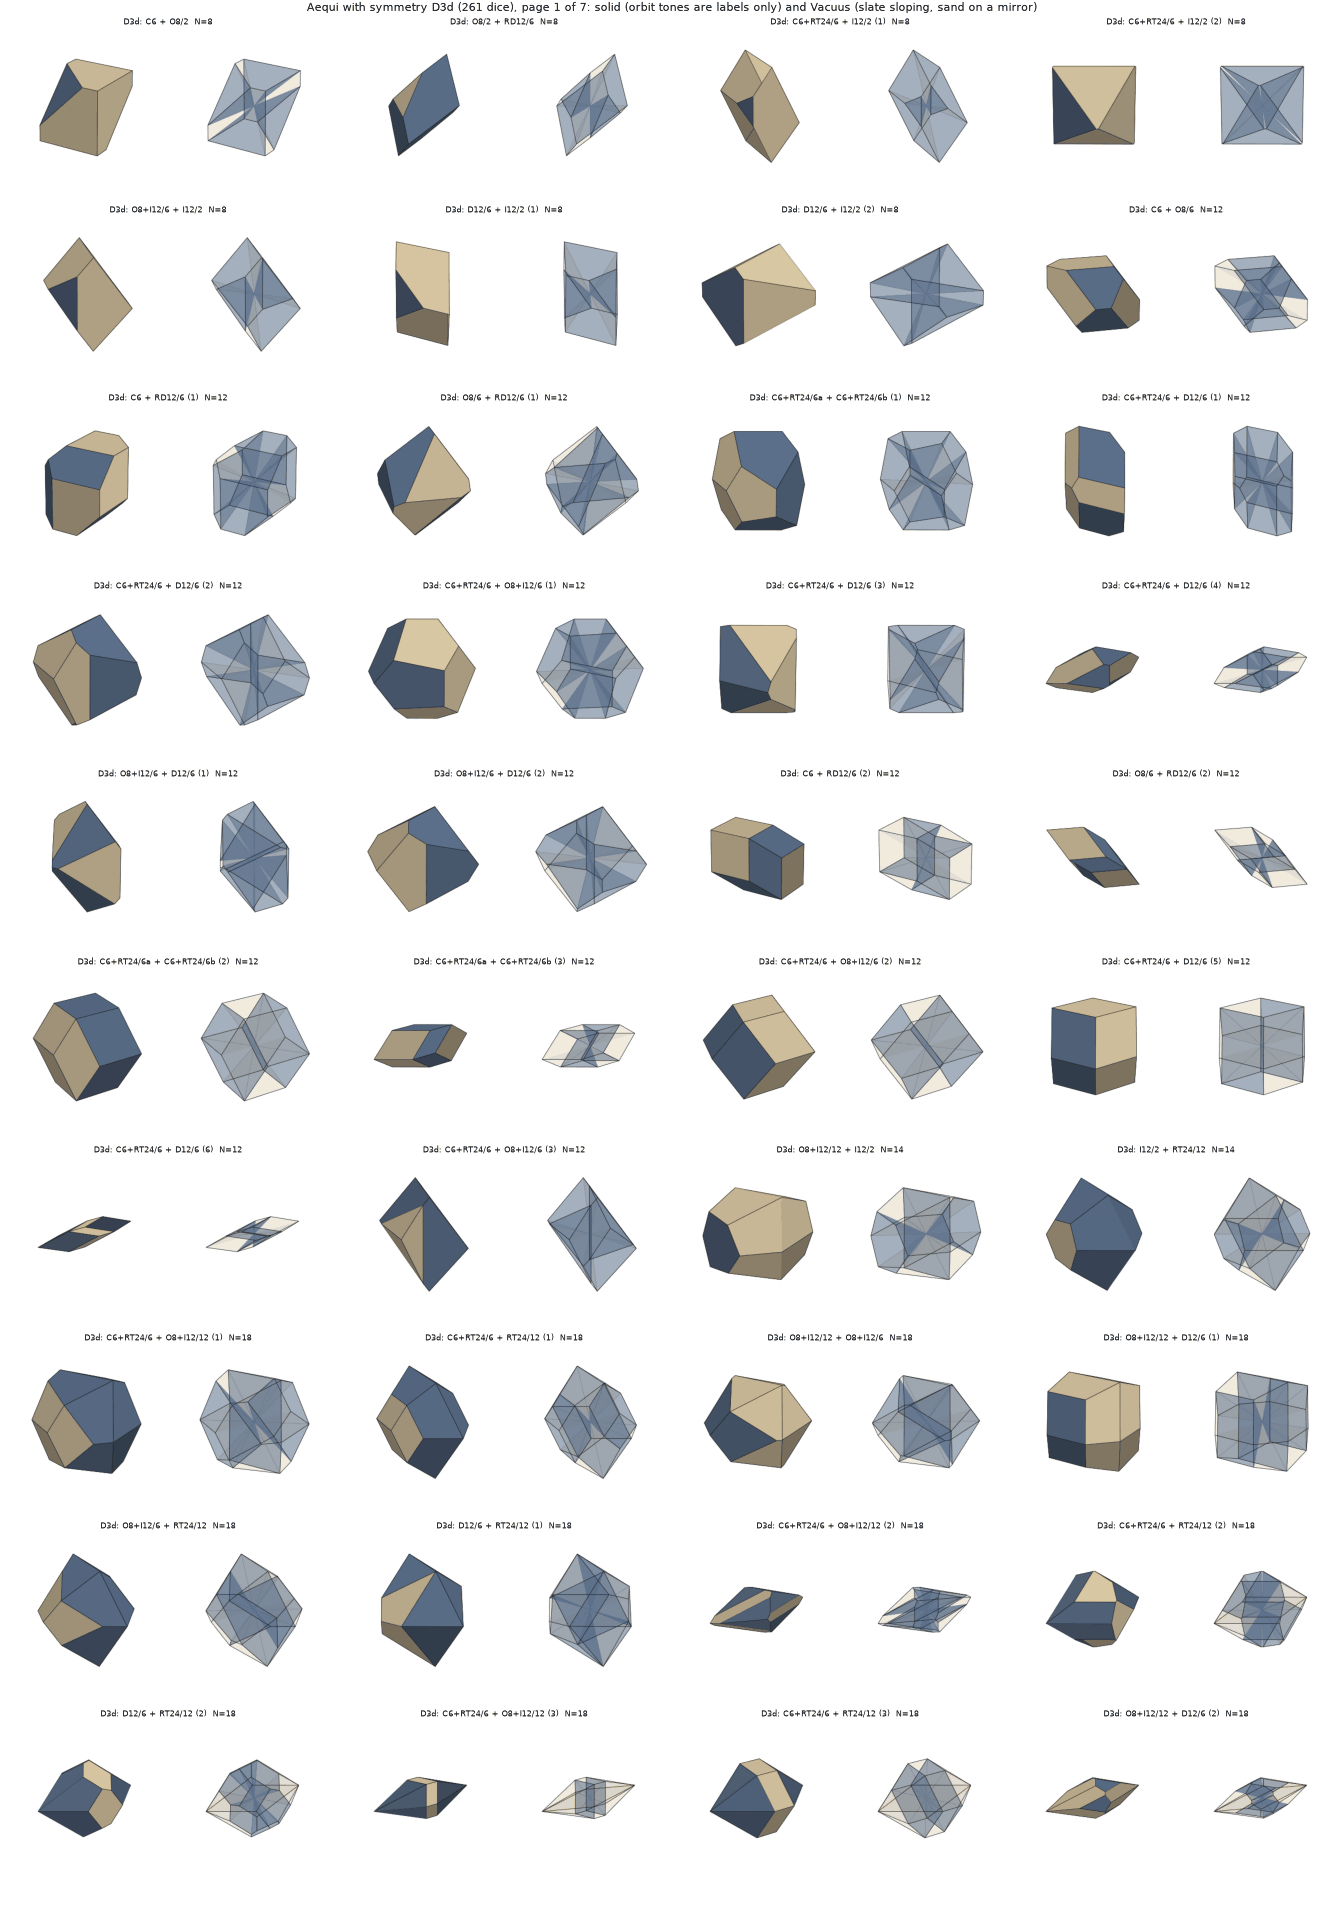 Aequi with symmetry D3d (261 dice), page 1 of 7: solid (orbit tones are labels only) and Vacuus (slate sloping, sand on a mirror)
D3d: C6 + O8/2 N=8
D3d: O8/2 + RD12/6 N=8
D3d: C6+RT24/6 + I12/2 (1) N=8
D3d: C6+RT24/6 + I12/2 (2) N=8
D3d: O8+I12/6 + I12/2 N=8
D3d: D12/6 + I12/2 (1) N=8
D3d: D12/6 + I12/2 (2) N=8
D3d: C6 + O8/6 N=12
D3d: C6 + RD12/6 (1) N=12
D3d: O8/6 + RD12/6 (1) N=12
D3d: C6+RT24/6a + C6+RT24/6b (1) N=12
D3d: C6+RT24/6 + D12/6 (1) N=12
D3d: C6+RT24/6 + D12/6 (2) N=12
D3d: C6+RT24/6 + O8+I12/6 (1) N=12
D3d: C6+RT24/6 + D12/6 (3) N=12
D3d: C6+RT24/6 + D12/6 (4) N=12
D3d: O8+I12/6 + D12/6 (1) N=12
D3d: O8+I12/6 + D12/6 (2) N=12
D3d: C6 + RD12/6 (2) N=12
D3d: O8/6 + RD12/6 (2) N=12
D3d: C6+RT24/6a + C6+RT24/6b (2) N=12
D3d: C6+RT24/6a + C6+RT24/6b (3) N=12
D3d: C6+RT24/6 + O8+I12/6 (2) N=12
D3d: C6+RT24/6 + D12/6 (5) N=12
D3d: C6+RT24/6 + D12/6 (6) N=12
D3d: C6+RT24/6 + O8+I12/6 (3) N=12
D3d: O8+I12/12 + I12/2 N=14
D3d: I12/2 + RT24/12 N=14
D3d: C6+RT24/6 + O8+I12/12 (1) N=18
D3d: C6+RT24/6 + RT24/12 (1) N=18
D3d: O8+I12/12 + O8+I12/6 N=18
D3d: O8+I12/12 + D12/6 (1) N=18
D3d: O8+I12/6 + RT24/12 N=18
D3d: D12/6 + RT24/12 (1) N=18
D3d: C6+RT24/6 + O8+I12/12 (2) N=18
D3d: C6+RT24/6 + RT24/12 (2) N=18
D3d: D12/6 + RT24/12 (2) N=18
D3d: C6+RT24/6 + O8+I12/12 (3) N=18
D3d: C6+RT24/6 + RT24/12 (3) N=18
D3d: O8+I12/12 + D12/6 (2) N=18